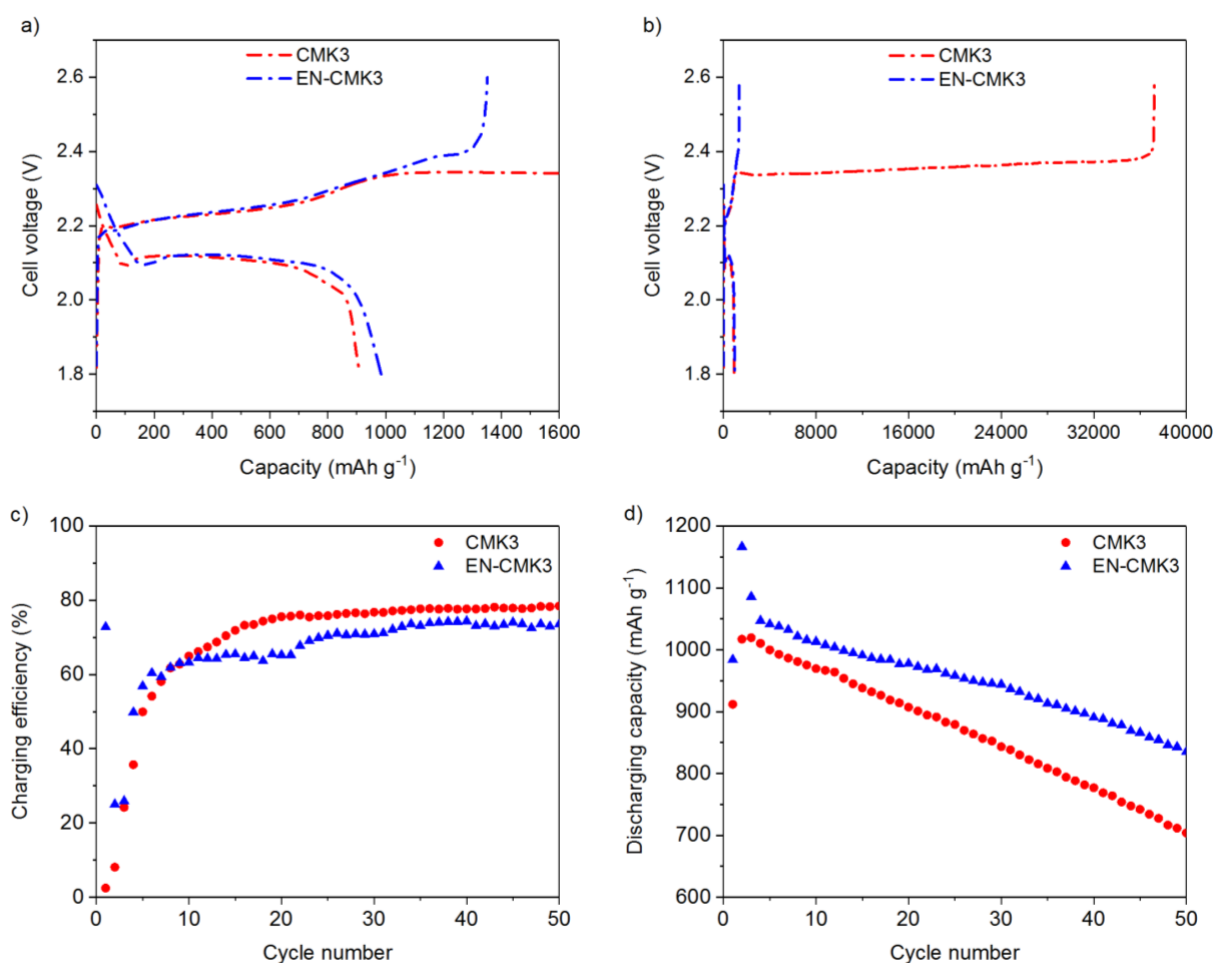 a)
CMK3
EN-CMK3
2.6
2.4
2.2
2.0
1.8
Cell voltage (V)
0 200 400 600 800 1000 1200 1400 1600
Capacity (mAh g⁻¹)
b)
CMK3
EN-CMK3
2.6
2.4
2.2
2.0
1.8
Cell voltage (V)
0 8000 16000 24000 32000 40000
Capacity (mAh g⁻¹)
c)
CMK3
EN-CMK3
100
80
60
40
20
0
Charging efficiency (%)
0 10 20 30 40 50
Cycle number
d)
CMK3
EN-CMK3
1200
1100
1000
900
800
700
600
Discharging capacity (mAh g⁻¹)
0 10 20 30 40 50
Cycle number